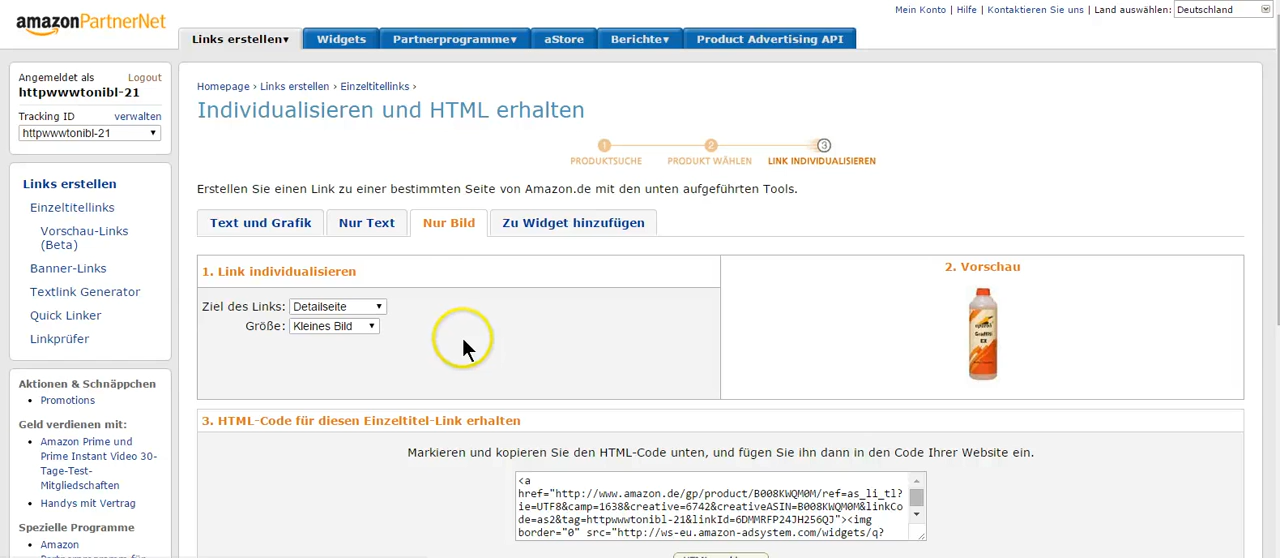 amazonPartnerNet
Mein Konto | Hilfe | Kontaktieren Sie uns | Land auswählen: Deutschland
Links erstellen▾
Widgets
Partnerprogramme▾
aStore
Berichte▾
Product Advertising API
Angemeldet als Logout
httpwwwtonibl-21
Tracking ID verwalten
httpwwwtonibl-21
Links erstellen
Einzeltitellinks
Vorschau-Links
(Beta)
Banner-Links
Textlink Generator
Quick Linker
Linkprüfer
Aktionen & Schnäppchen
• Promotions
Geld verdienen mit:
• Amazon Prime und
Prime Instant Video 30-
Tage-Test-
Mitgliedschaften
• Handys mit Vertrag
Spezielle Programme
• Amazon
Homepage › Links erstellen › Einzeltitellinks ›
Individualisieren und HTML erhalten
1 2 3
PRODUKTSUCHE PRODUKT WÄHLEN LINK INDIVIDUALISIEREN
Erstellen Sie einen Link zu einer bestimmten Seite von Amazon.de mit den unten aufgeführten Tools.
Text und Grafik
Nur Text
Nur Bild
Zu Widget hinzufügen
1. Link individualisieren
Ziel des Links: Detailseite
Größe: Kleines Bild
2. Vorschau
Graffiti
EX
3. HTML-Code für diesen Einzeltitel-Link erhalten
Markieren und kopieren Sie den HTML-Code unten, und fügen Sie ihn dann in den Code Ihrer Website ein.
<a
href="http://www.amazon.de/gp/product/B008KWQM0M/ref=as_li_tl?
ie=UTF8&camp=1638&creative=6742&creativeASIN=B008KWQM0M&linkCo
de=as2&tag=httpwwwtonibl-21&linkId=6DMMRFP24JH256QJ"><img
border="0" src="http://ws-eu.amazon-adsystem.com/widgets/q?